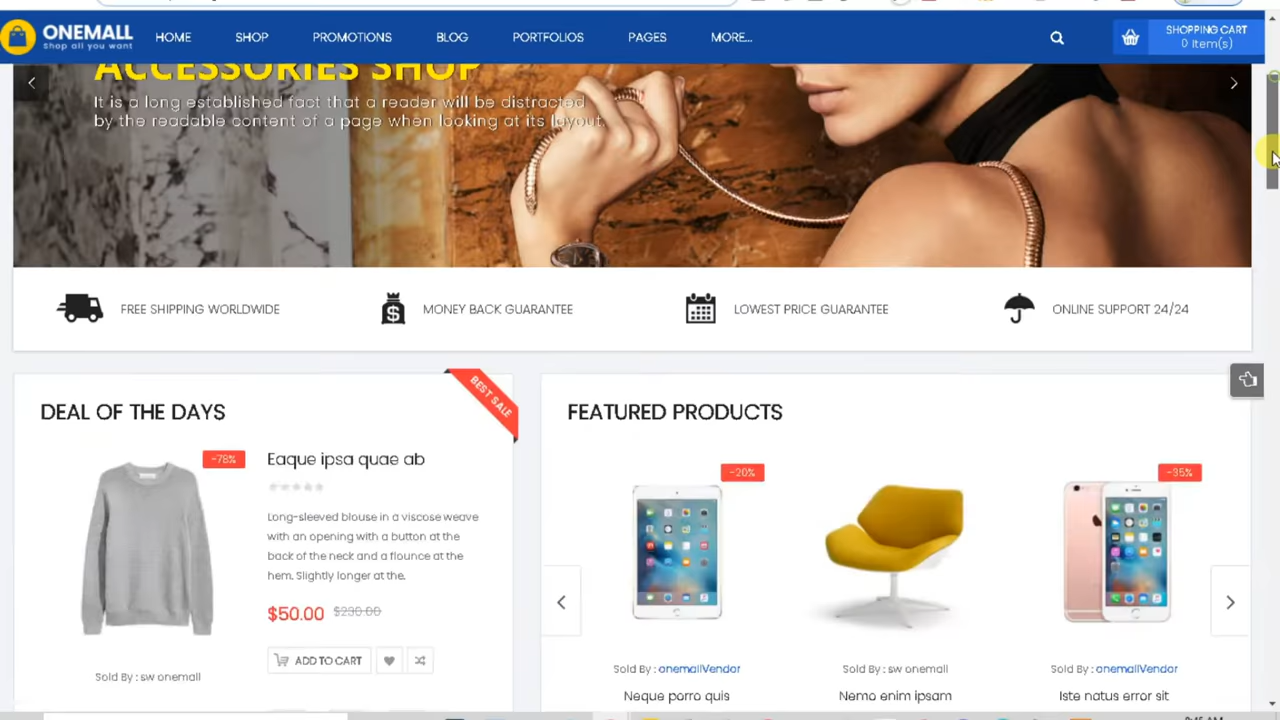 ONEMALL
Shop all you want
HOME
SHOP
PROMOTIONS
BLOG
PORTFOLIOS
PAGES
MORE...
SHOPPING CART
0 Item(s)
ACCESSORIES SHOP
It is a long established fact that a reader will be distracted
by the readable content of a page when looking at its layout.
FREE SHIPPING WORLDWIDE
MONEY BACK GUARANTEE
LOWEST PRICE GUARANTEE
ONLINE SUPPORT 24/24
DEAL OF THE DAYS
BEST SALE
-78%
Eaque ipsa quae ab
Long-sleeved blouse in a viscose weave
with an opening with a button at the
back of the neck and a flounce at the
hem. Slightly longer at the.
$50.00 $230.00
ADD TO CART
Sold By : sw onemall
FEATURED PRODUCTS
-20%
-35%
Sold By : onemallVendor
Neque porro quis
Sold By : sw onemall
Nemo enim ipsam
Sold By : onemallVendor
Iste natus error sit